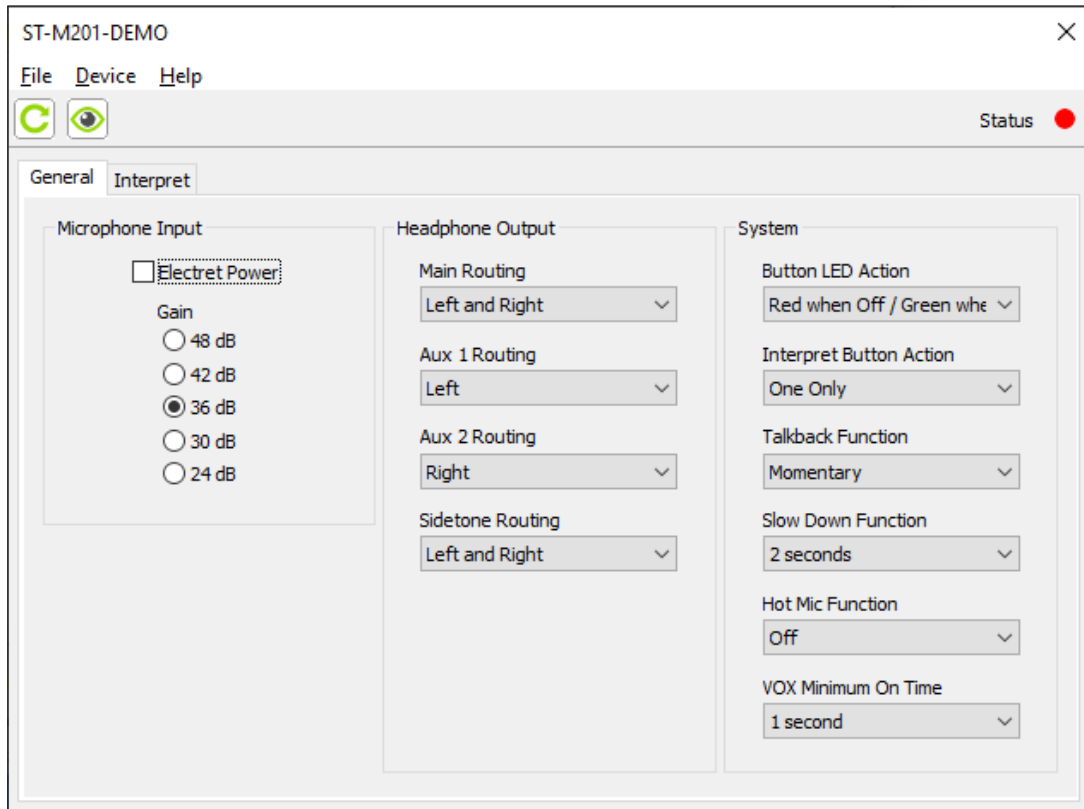 ST-M201-DEMO
File Device Help
Status
General Interpret
Microphone Input
Electret Power
Gain
48 dB
42 dB
36 dB
30 dB
24 dB
Headphone Output
Main Routing
Left and Right
Aux 1 Routing
Left
Aux 2 Routing
Right
Sidetone Routing
Left and Right
System
Button LED Action
Red when Off / Green whe
Interpret Button Action
One Only
Talkback Function
Momentary
Slow Down Function
2 seconds
Hot Mic Function
Off
VOX Minimum On Time
1 second